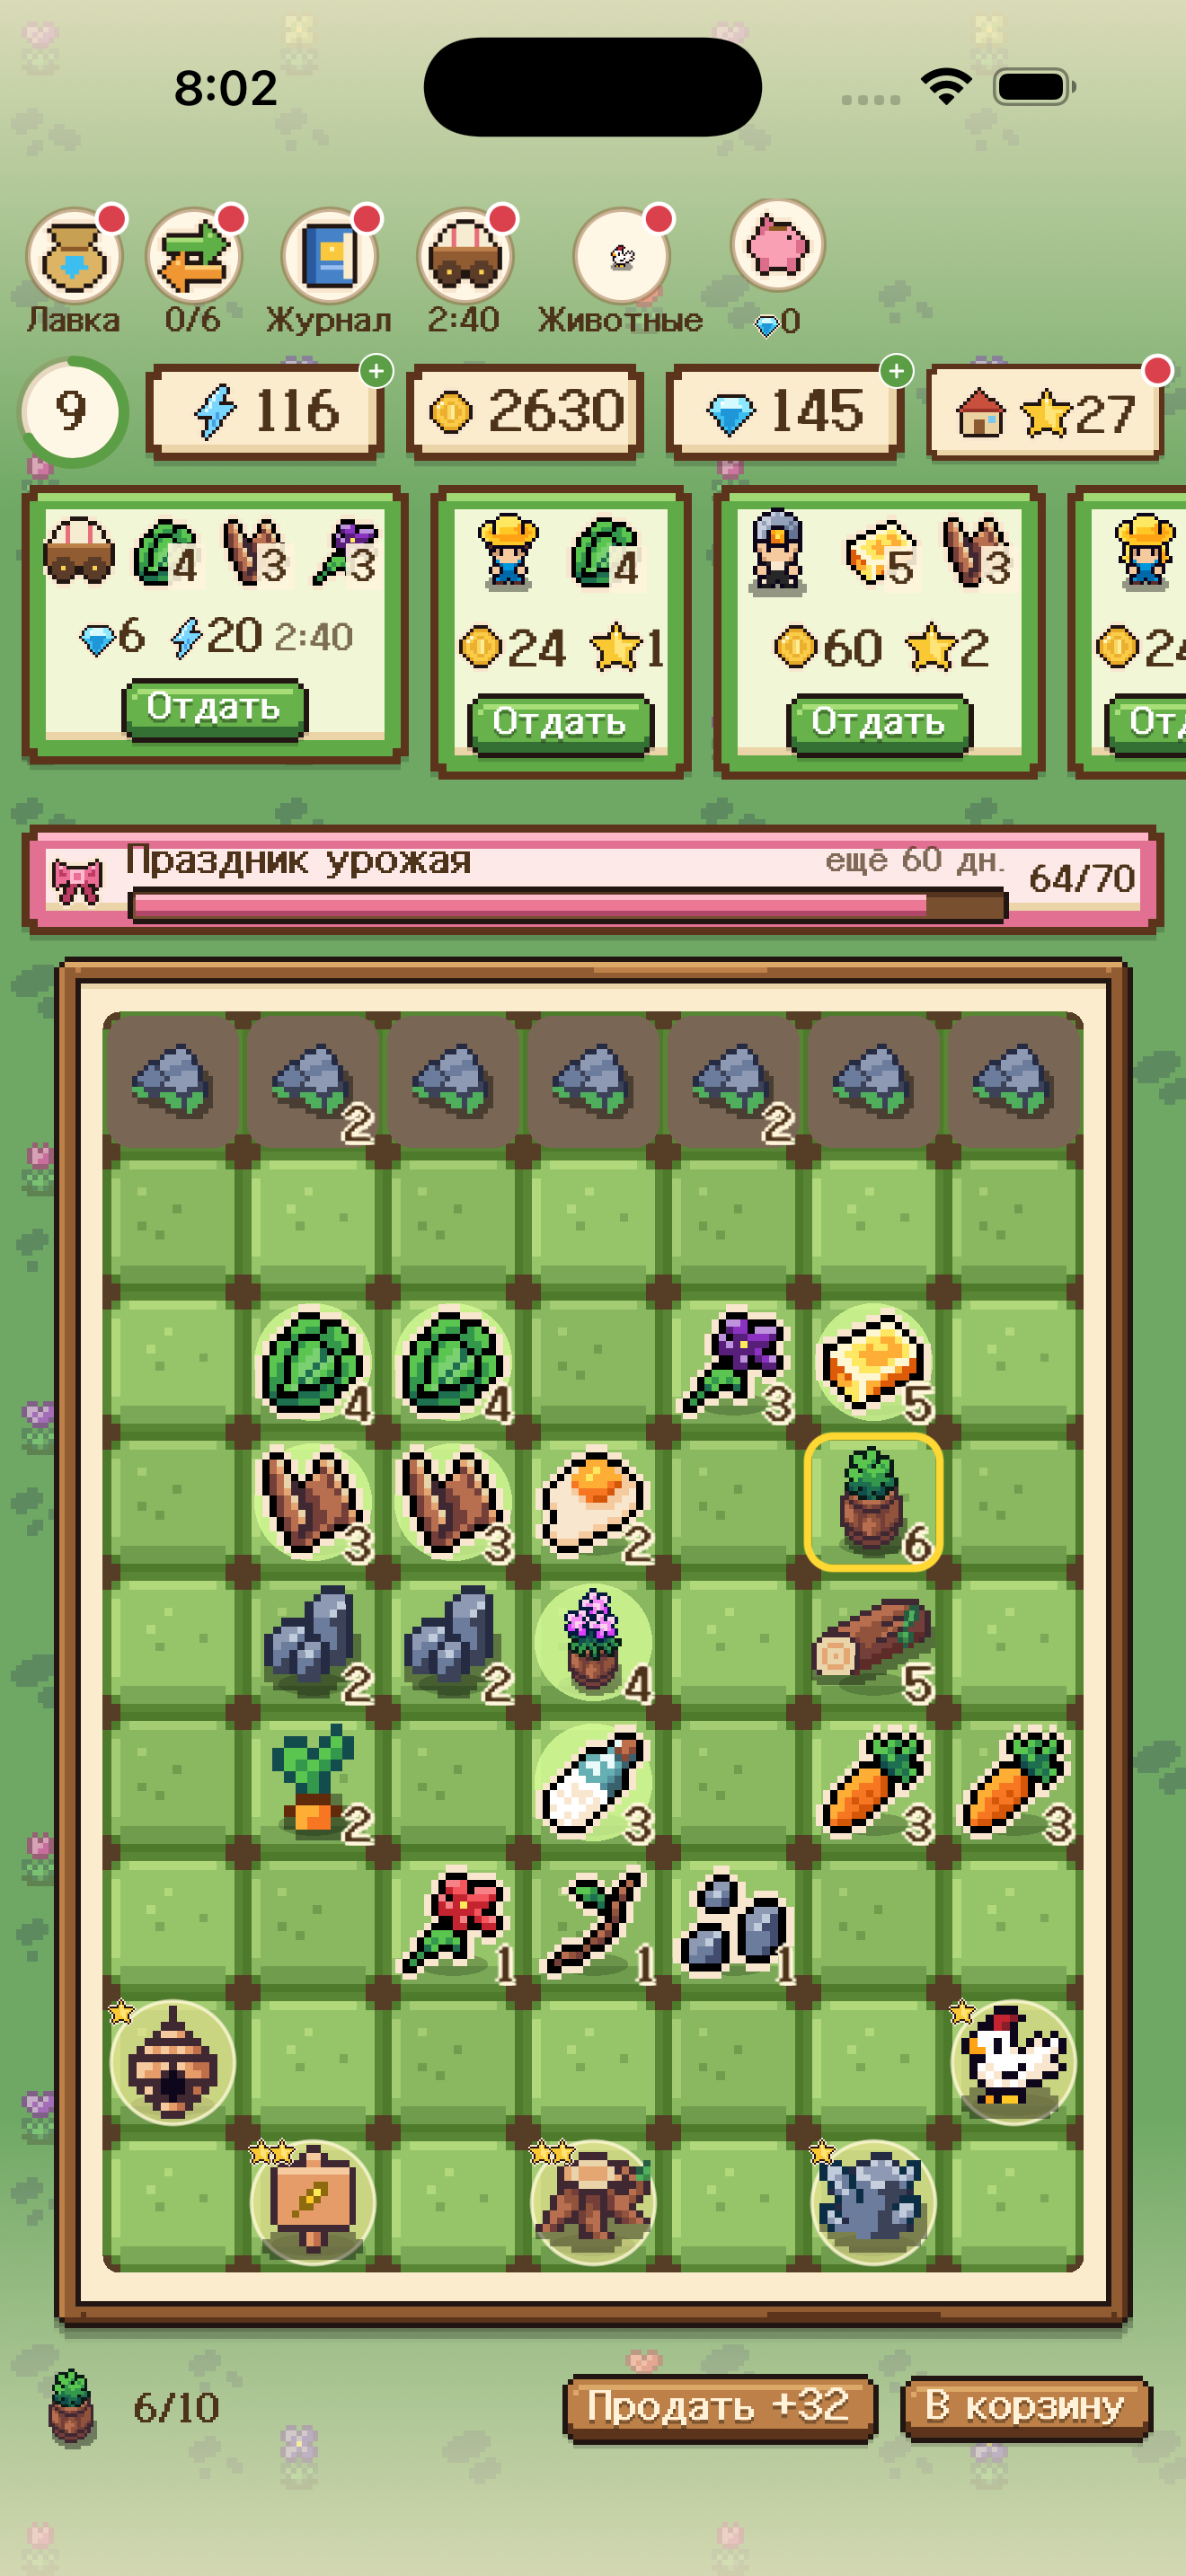 8:02
Лавка 0/6 Журнал 2:40 Животные 0
9 116 2630 145 27
4 3 3
6 20 2:40
Отдать
4
24 1
Отдать
5 3
60 2
Отдать
24
Отд
Праздник урожая ещё 60 дн. 64/70
2 2
4 4 3 5
3 3 2 6
2 2 4 5
2 3 3 3
1 1 1
6/10 Продать +32 В корзину